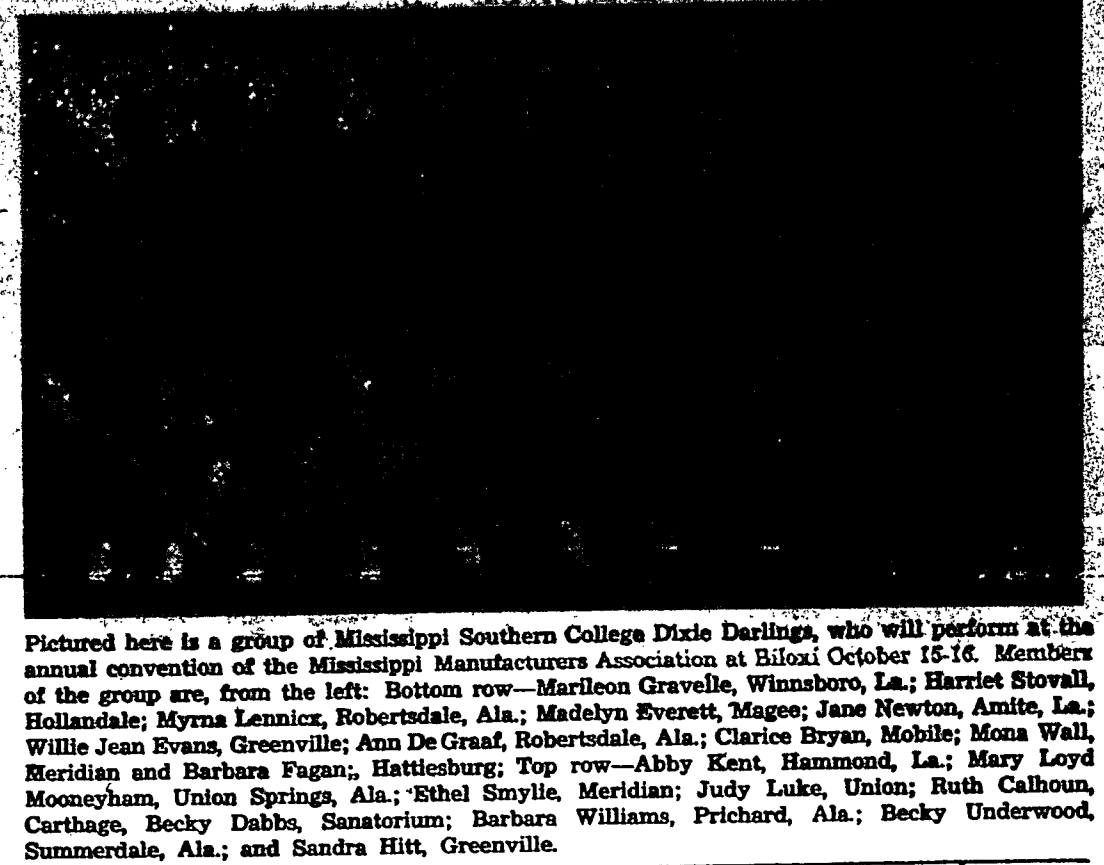 Pictured here is a group of Mississippi Southern College Dixie Darlings, who will perform at the
annual convention of the Mississippi Manufacturers Association at Biloxi October 15-16. Members
of the group are, from the left: Bottom row—Marileon Gravelle, Winnsboro, La.; Harriet Stovall,
Hollandale; Myrna Lennicx, Robertsdale, Ala.; Madelyn Everett, Magee; Jane Newton, Amite, La.;
Willie Jean Evans, Greenville; Ann De Graaf, Robertsdale, Ala.; Clarice Bryan, Mobile; Mona Wall,
Meridian and Barbara Fagan;, Hattiesburg; Top row—Abby Kent, Hammond, La.; Mary Loyd
Mooneyham, Union Springs, Ala.; Ethel Smylie, Meridian; Judy Luke, Union; Ruth Calhoun,
Carthage, Becky Dabbs, Sanatorium; Barbara Williams, Prichard, Ala.; Becky Underwood,
Summerdale, Ala.; and Sandra Hitt, Greenville.